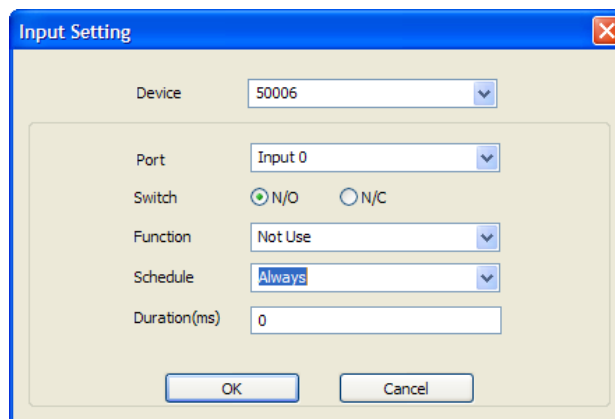 Input Setting
Device 50006
Port Input 0
Switch N/O N/C
Function Not Use
Schedule Always
Duration(ms) 0
OK Cancel